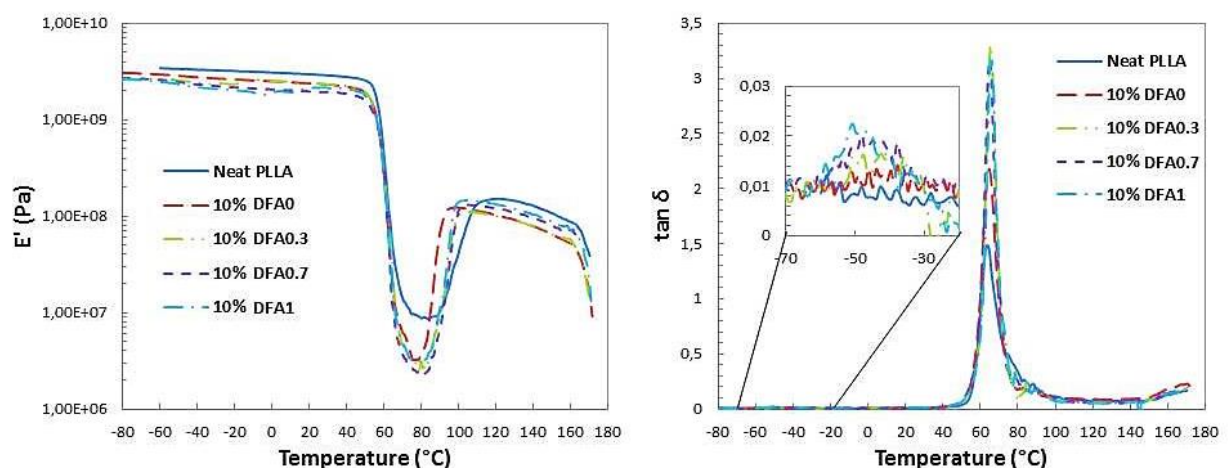 1,00E+10
1,00E+09
1,00E+08
1,00E+07
1,00E+06
E' (Pa)
Neat PLLA
10% DFA0
10% DFA0.3
10% DFA0.7
10% DFA1
-80 -60 -40 -20 0 20 40 60 80 100 120 140 160 180
Temperature (°C)
3,5
3
2,5
2
1,5
1
0,5
0
tan δ
0,03
0,02
0,01
0
-70 -50 -30
Neat PLLA
10% DFA0
10% DFA0.3
10% DFA0.7
10% DFA1
-80 -60 -40 -20 0 20 40 60 80 100 120 140 160 180
Temperature (°C)